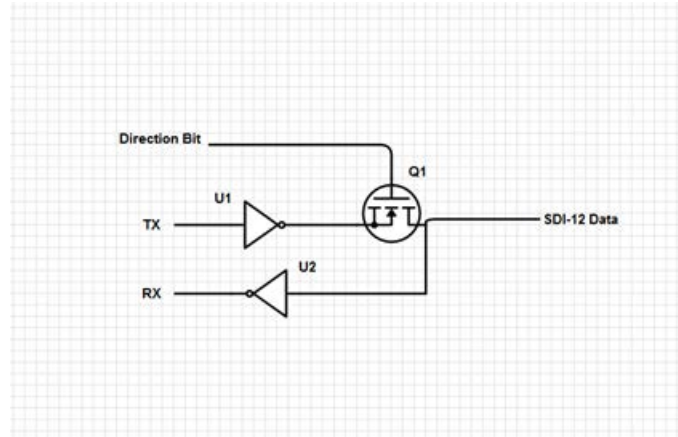 Direction Bit
Q1
U1
TX
SDI-12 Data
U2
RX